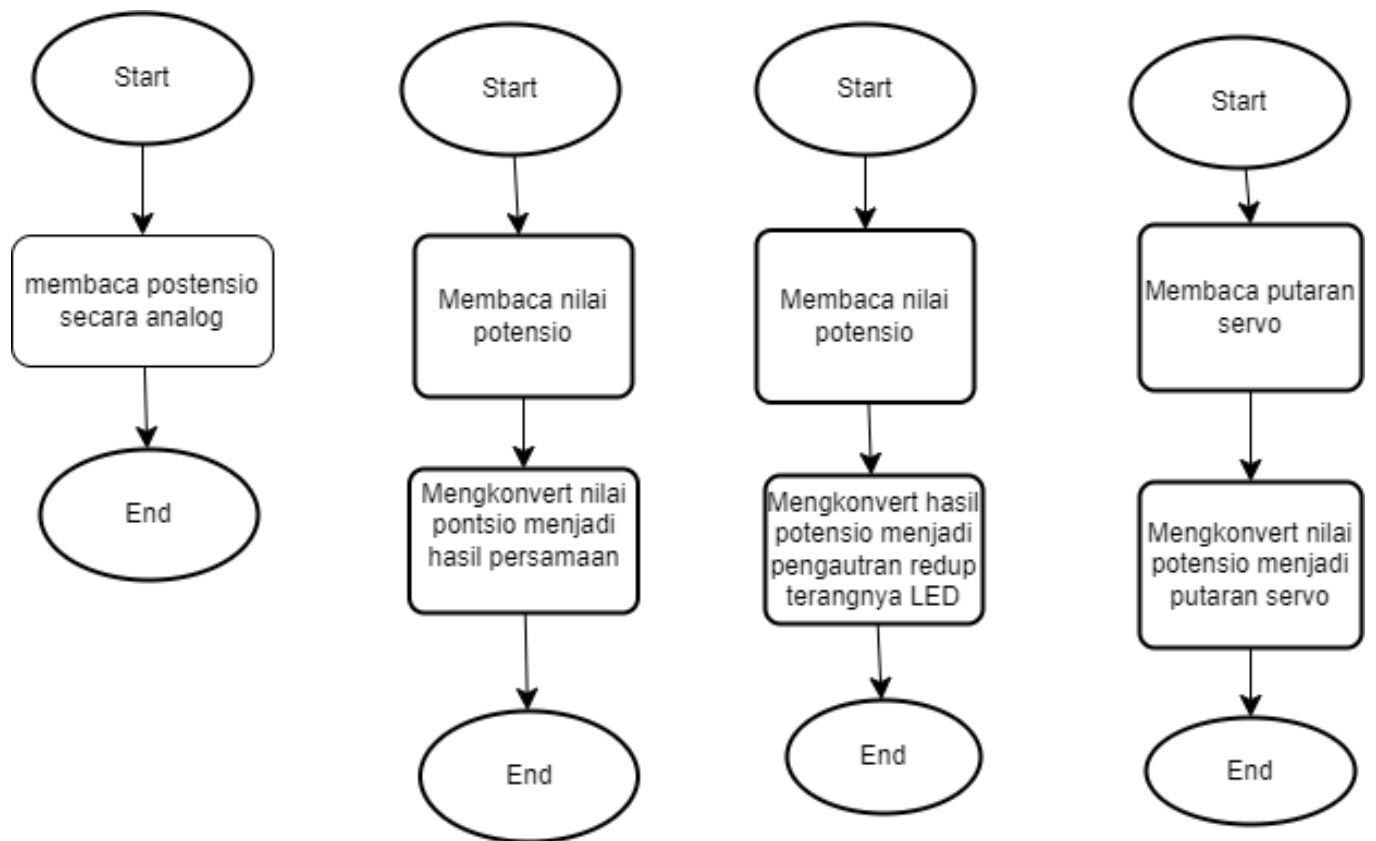 Start
membaca postensio
secara analog
End
Start
Membaca nilai
potensio
Mengkonvert nilai
pontsio menjadi
hasil persamaan
End
Start
Membaca nilai
potensio
Mengkonvert hasil
potensio menjadi
pengautran redup
terangnya LED
End
Start
Membaca putaran
servo
Mengkonvert nilai
potensio menjadi
putaran servo
End